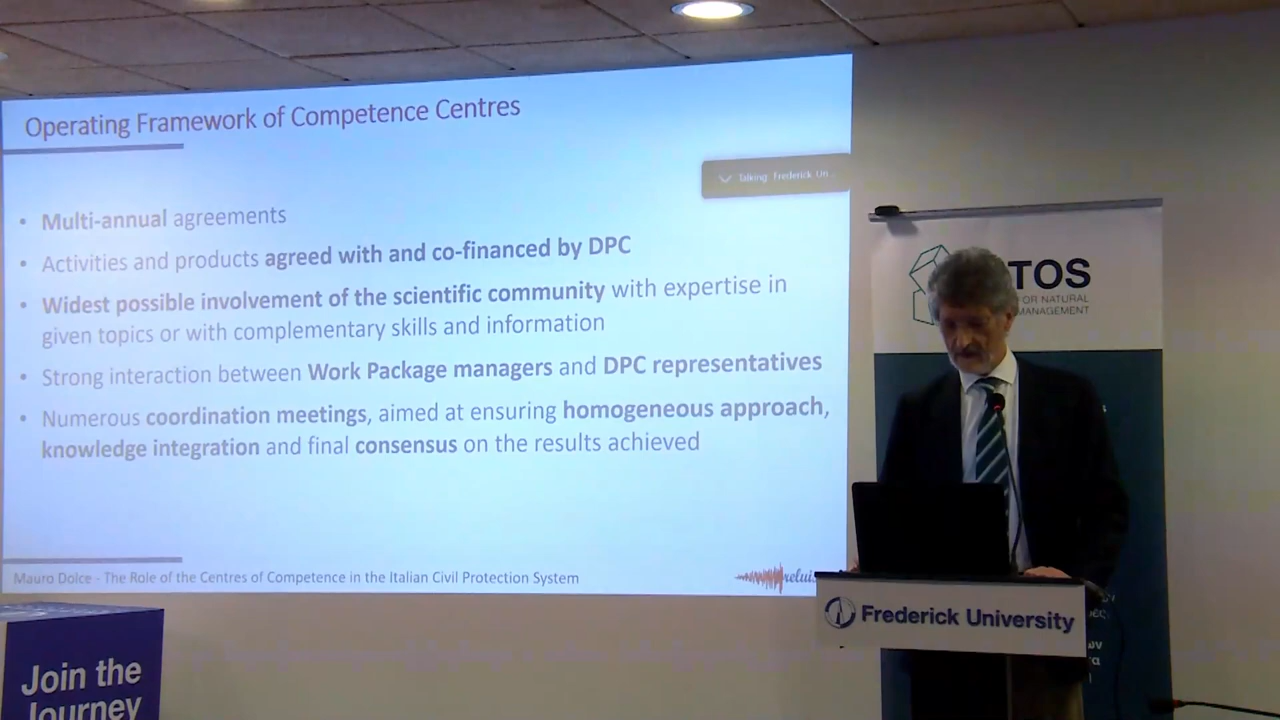 Operating Framework of Competence Centres
Talking: Frederick Un...
• Multi-annual agreements
• Activities and products agreed with and co-financed by DPC
• Widest possible involvement of the scientific community with expertise in
given topics or with complementary skills and information
• Strong interaction between Work Package managers and DPC representatives
• Numerous coordination meetings, aimed at ensuring homogeneous approach,
knowledge integration and final consensus on the results achieved
Mauro Dolce - The Role of the Centres of Competence in the Italian Civil Protection System
TOS
OR NATURAL
MANAGEMENT
Frederick University
Join the
Journey